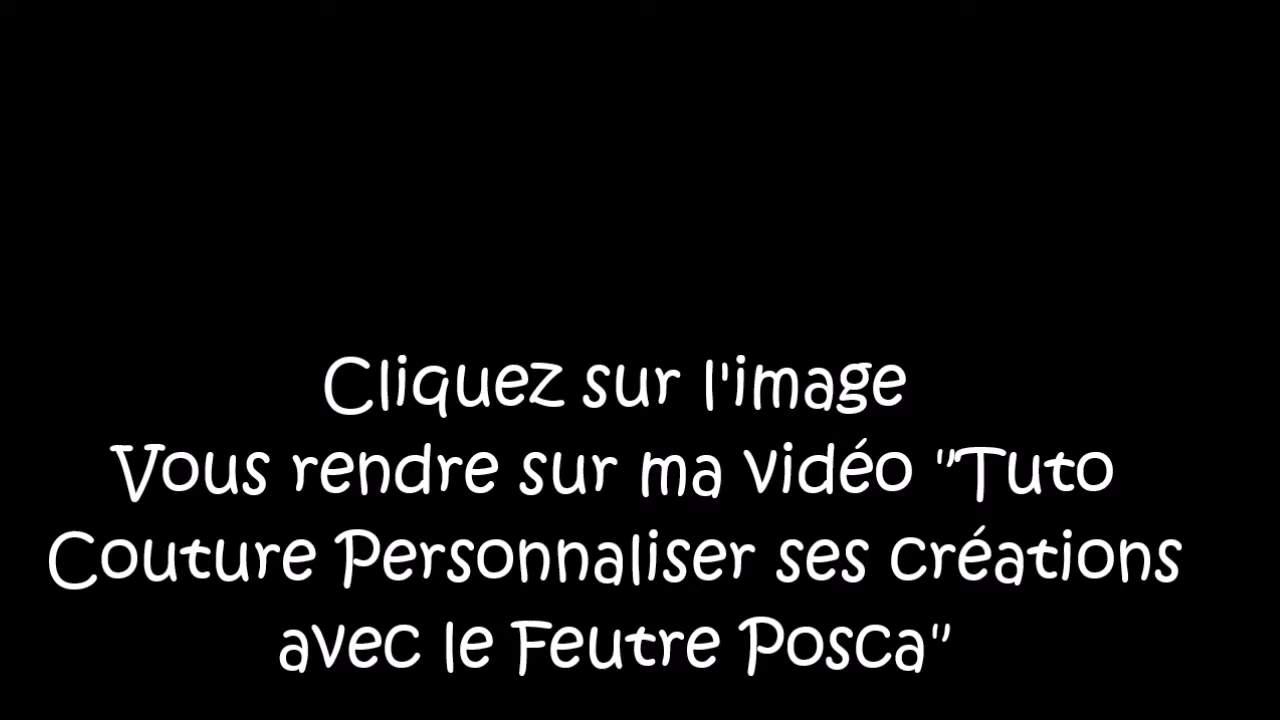 Cliquez sur l'image
Vous rendre sur ma vidéo "Tuto
Couture Personnaliser ses créations
avec le Feutre Posca"